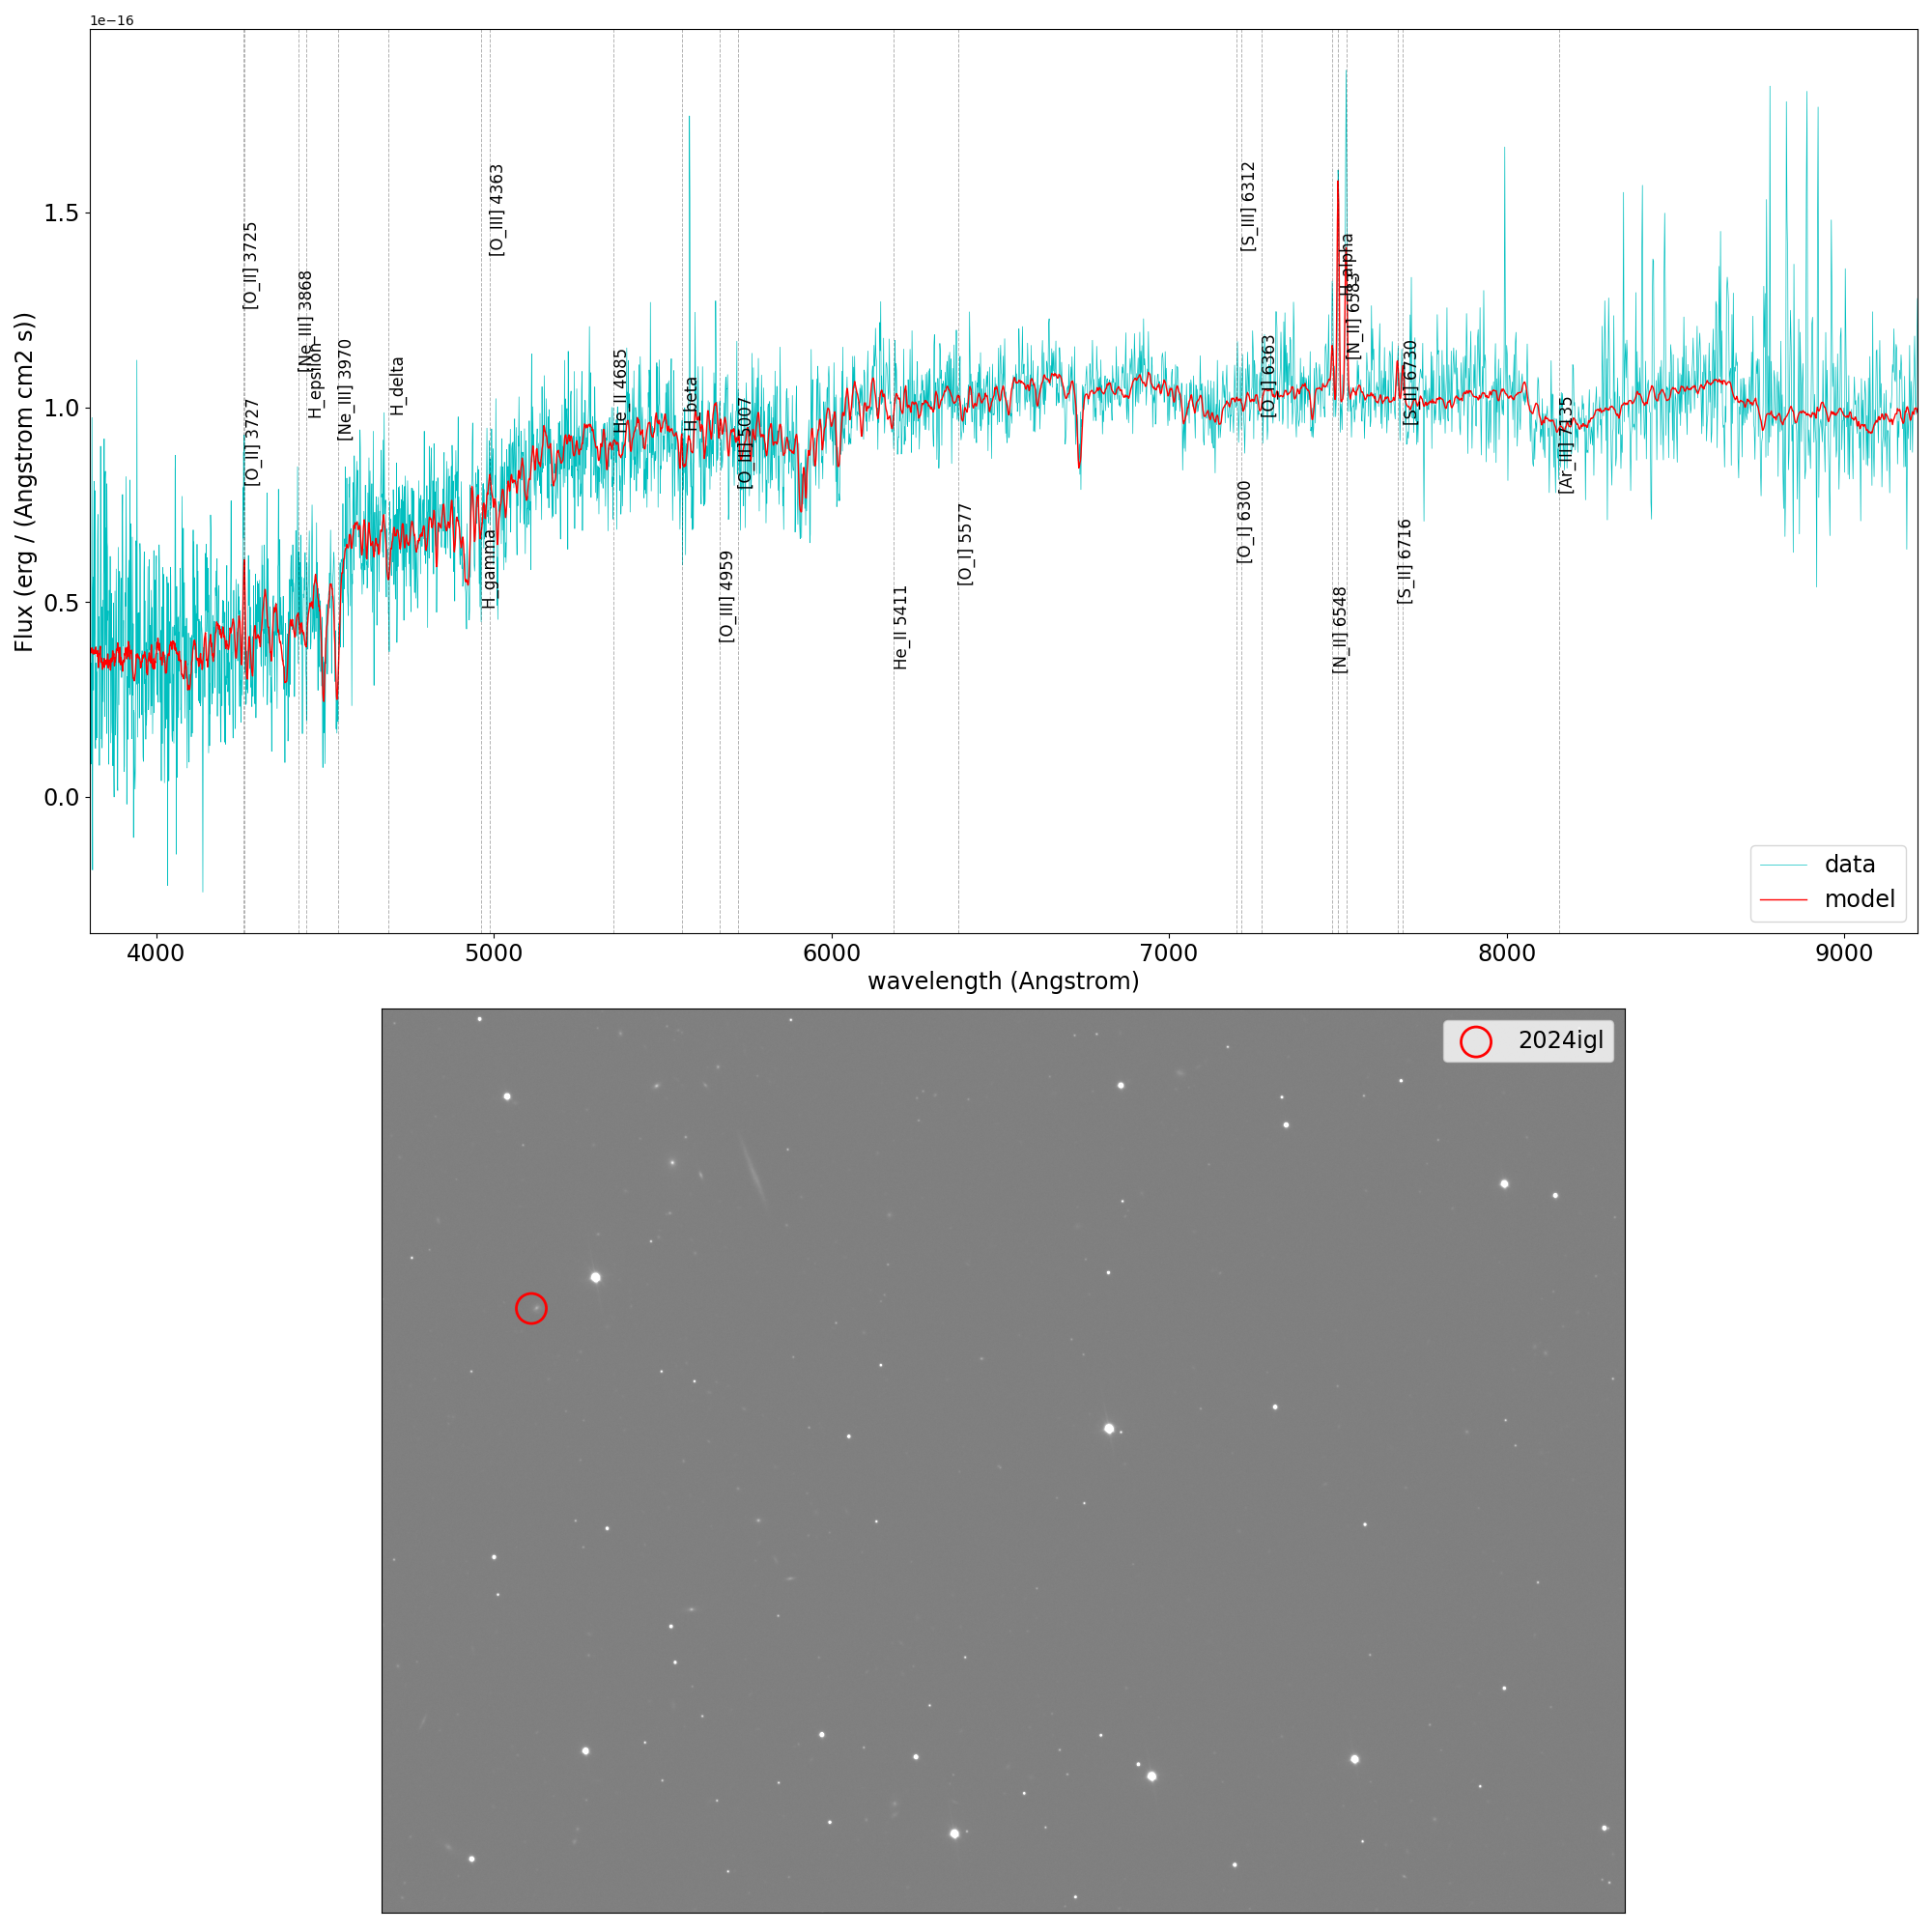 1e−16
Flux (erg / (Angstrom cm2 s))
1.5
1.0
0.5
0.0
[O_II] 3725
[O_II] 3727
[Ne_III] 3868
H_epsilon
[Ne_III] 3970
H_delta
H_gamma
[O_III] 4363
He_II 4685
H_beta
[O_III] 4959
[O_III] 5007
He_II 5411
[O_I] 5577
[O_I] 6300
[S_III] 6312
[O_I] 6363
[N_II] 6548
H_alpha
[N_II] 6583
[S_II] 6716
[S_II] 6730
[Ar_III] 7135
data
model
4000 5000 6000 7000 8000 9000
wavelength (Angstrom)
2024igl